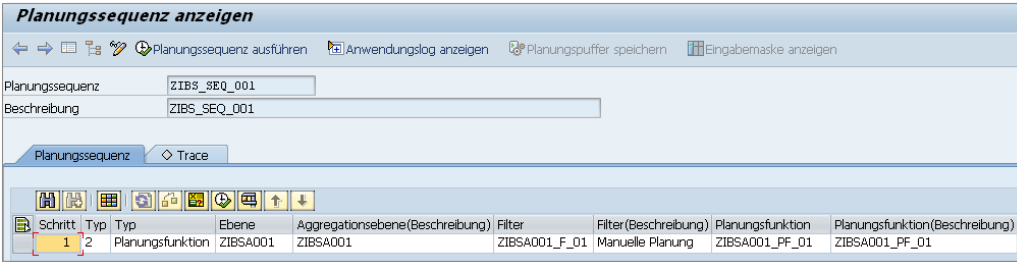 Planungssequenz anzeigen
Planungssequenz ausführen Anwendungslog anzeigen Planungspuffer speichern Eingabemaske anzeigen
Planungssequenz ZIBS_SEQ_001
Beschreibung ZIBS_SEQ_001
Planungssequenz Trace
Schritt Typ Typ Ebene Aggregationsebene(Beschreibung) Filter Filter(Beschreibung) Planungsfunktion Planungsfunktion(Beschreibung)
1 2 Planungsfunktion ZIBSA001 ZIBSA001 ZIBSA001_F_01 Manuelle Planung ZIBSA001_PF_01 ZIBSA001_PF_01